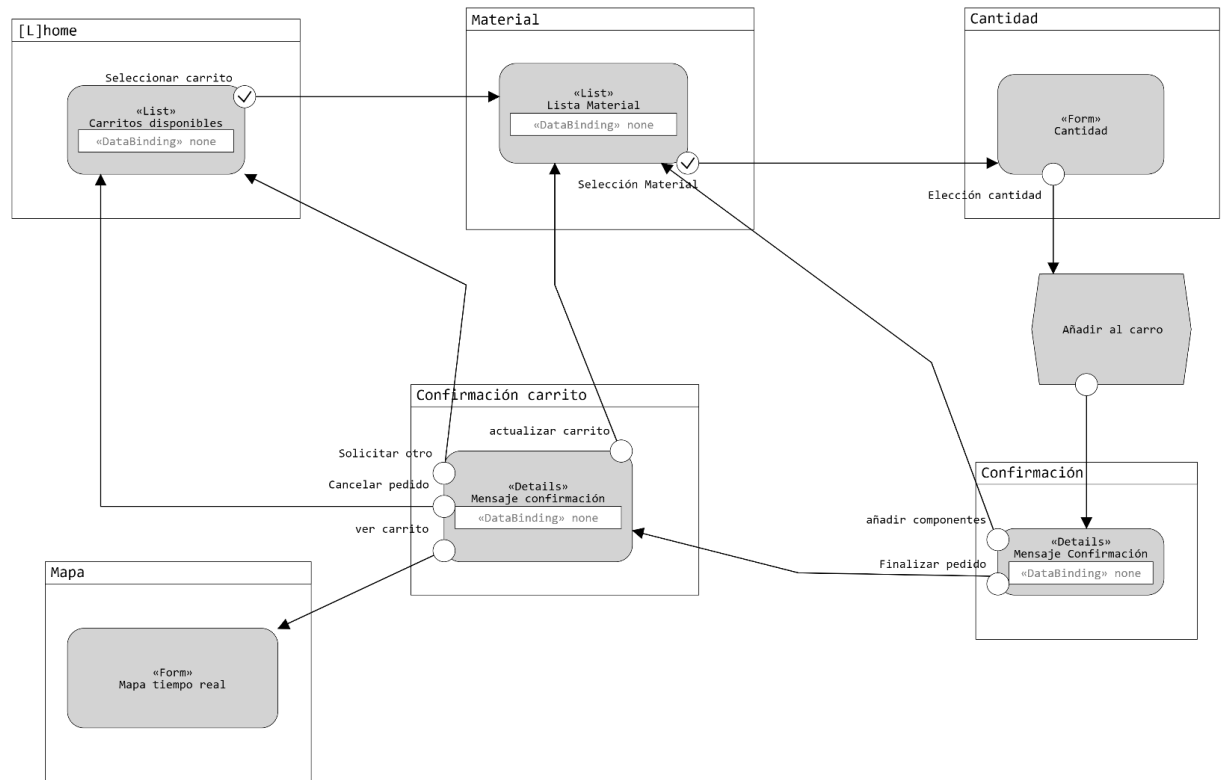 [L]home
Seleccionar carrito
«List»
Carritos disponibles
«DataBinding» none
Material
«List»
Lista Material
«DataBinding» none
Selección Material
Cantidad
«Form»
Cantidad
Elección cantidad
Añadir al carro
Confirmación carrito
actualizar carrito
Solicitar otro
Cancelar pedido
ver carrito
«Details»
Mensaje confirmación
«DataBinding» none
Confirmación
añadir componentes
Finalizar pedido
«Details»
Mensaje Confirmación
«DataBinding» none
Mapa
«Form»
Mapa tiempo real